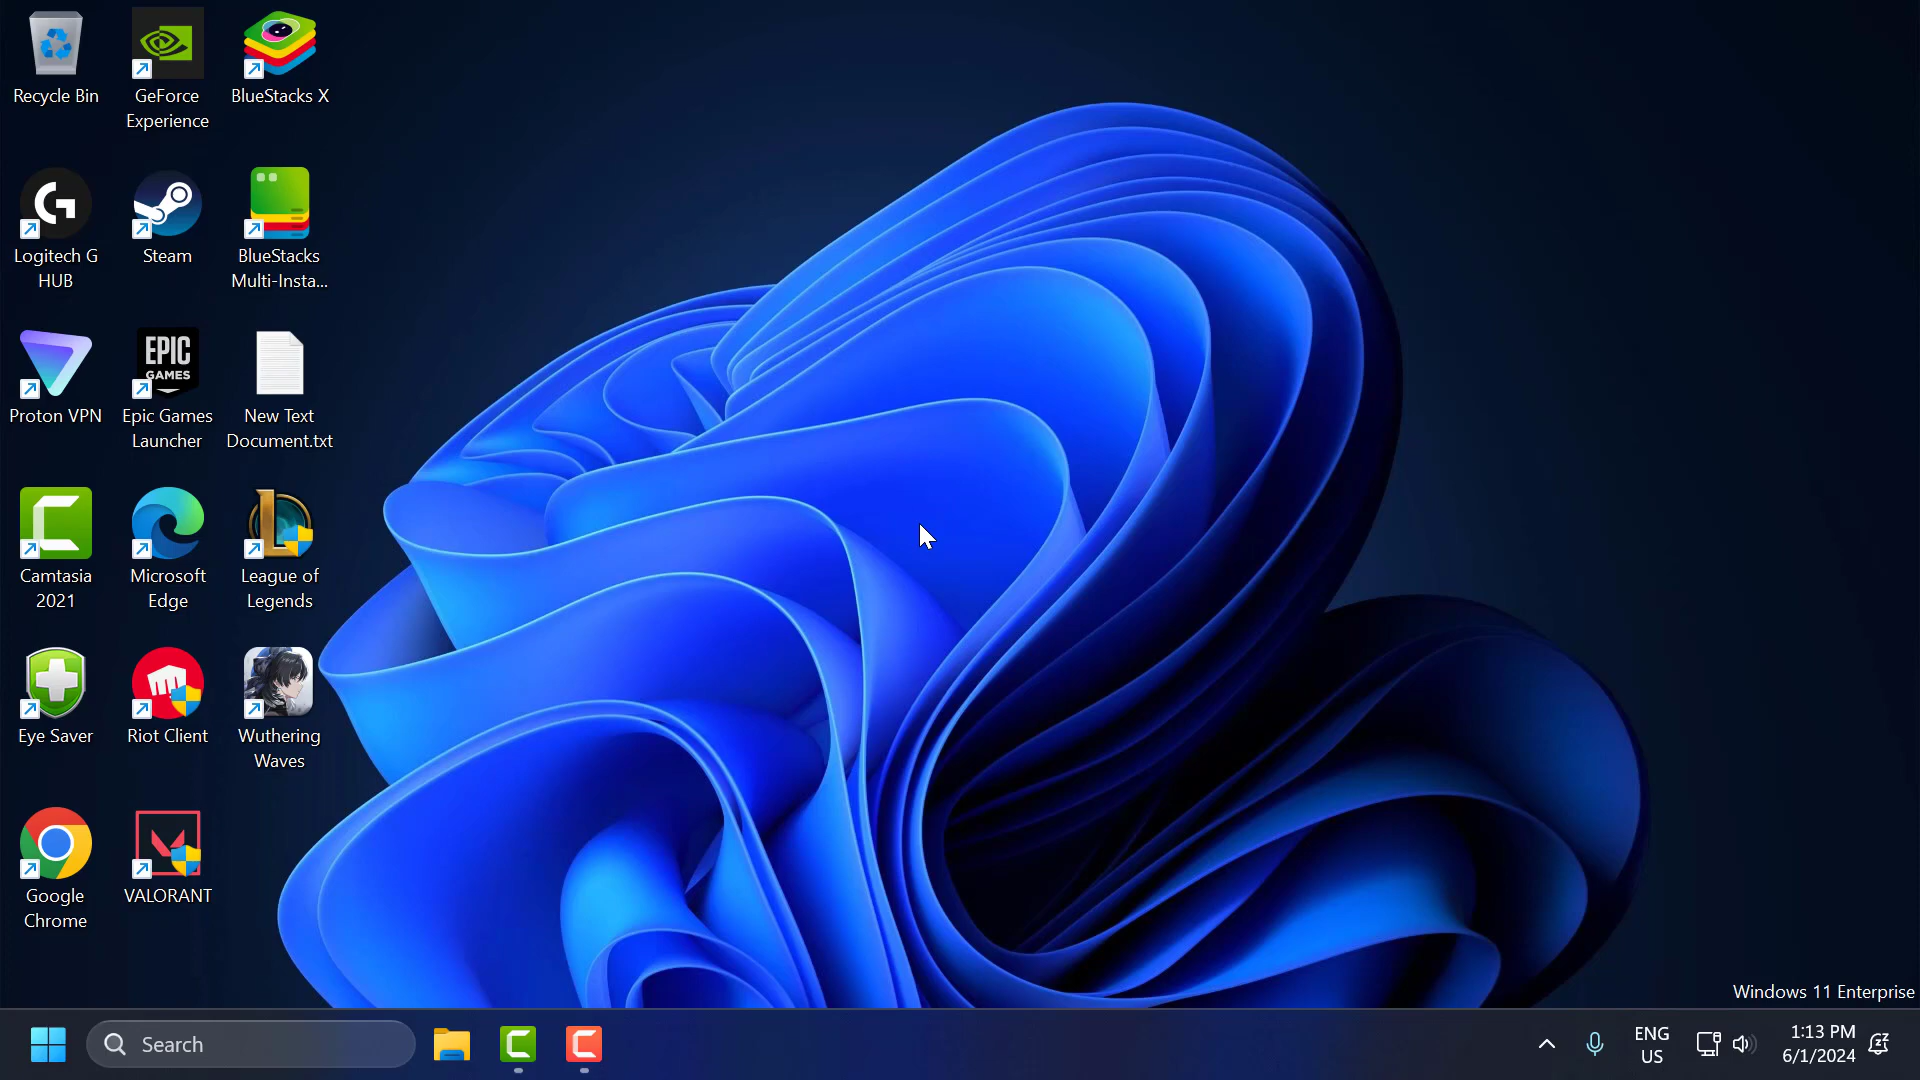 Recycle Bin
GeForce
Experience
BlueStacks X
Logitech G
HUB
Steam
BlueStacks
Multi-Insta...
Proton VPN
EPIC
GAMES
Epic Games
Launcher
New Text
Document.txt
Camtasia
2021
Microsoft
Edge
League of
Legends
Eye Saver
Riot Client
Wuthering
Waves
Google
Chrome
VALORANT
Windows 11 Enterprise
Search
ENG
US
1:13 PM
6/1/2024